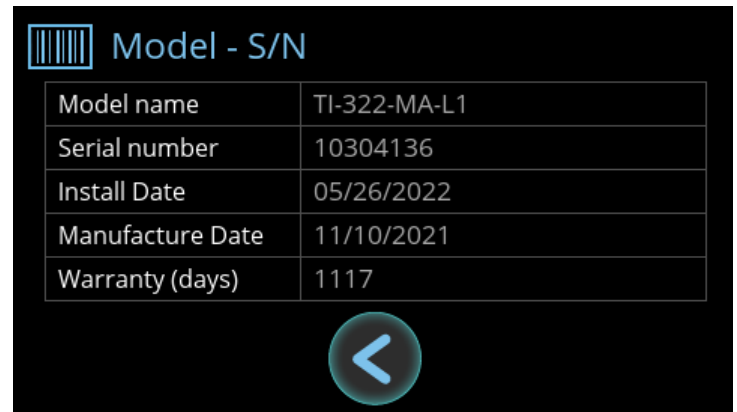 Model - S/N
Model name TI-322-MA-L1
Serial number 10304136
Install Date 05/26/2022
Manufacture Date 11/10/2021
Warranty (days) 1117